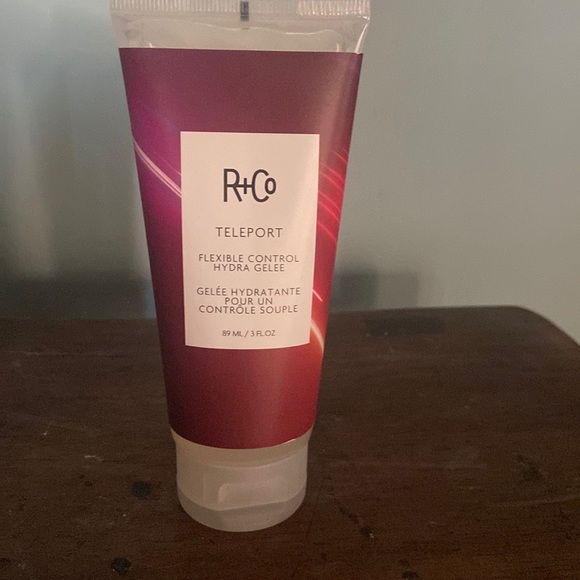 R+Co
TELEPORT
FLEXIBLE CONTROL
HYDRA GELEE
GELÉE HYDRATANTE
POUR UN
CONTRÔLE SOUPLE
89 ML / 3 FL.OZ